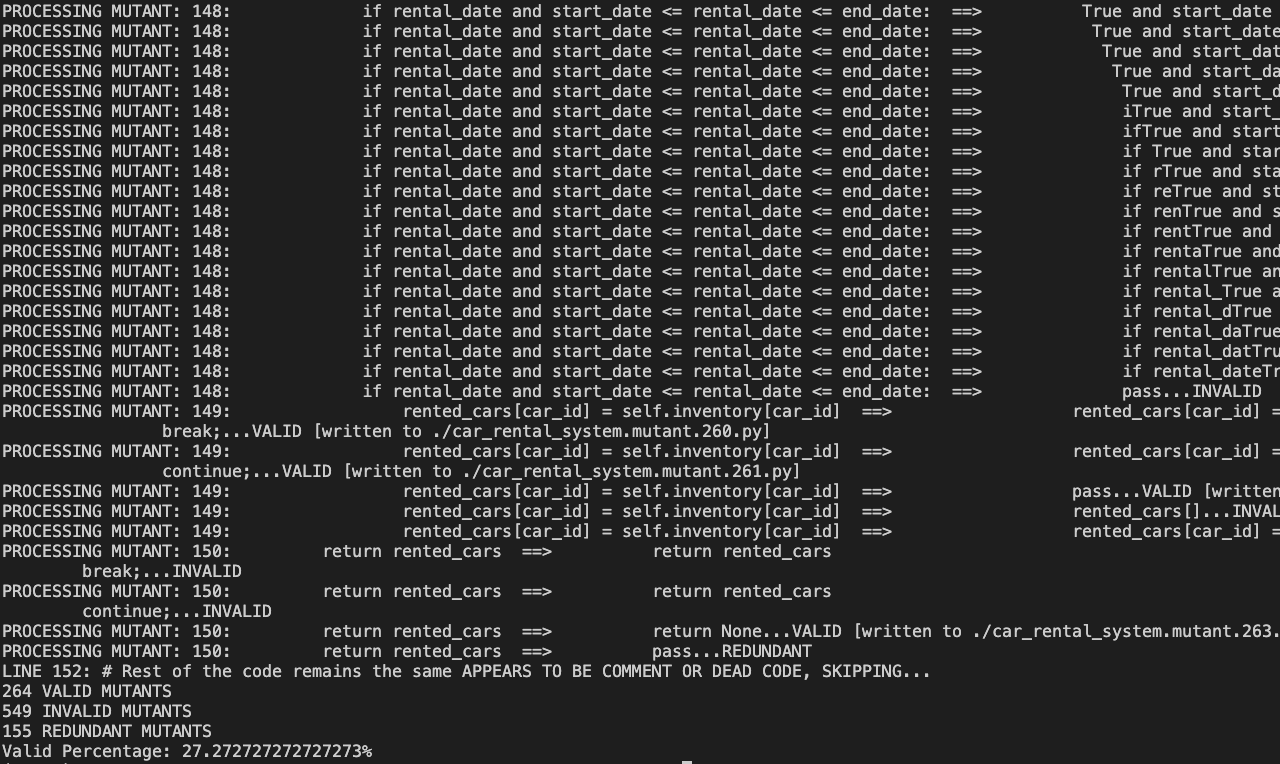 PROCESSING MUTANT: 148:             if rental_date and start_date <= rental_date <= end_date:  ==>          True and start_date
PROCESSING MUTANT: 148:             if rental_date and start_date <= rental_date <= end_date:  ==>           True and start_date
PROCESSING MUTANT: 148:             if rental_date and start_date <= rental_date <= end_date:  ==>            True and start_dat
PROCESSING MUTANT: 148:             if rental_date and start_date <= rental_date <= end_date:  ==>             True and start_da
PROCESSING MUTANT: 148:             if rental_date and start_date <= rental_date <= end_date:  ==>              True and start_d
PROCESSING MUTANT: 148:             if rental_date and start_date <= rental_date <= end_date:  ==>              iTrue and start_
PROCESSING MUTANT: 148:             if rental_date and start_date <= rental_date <= end_date:  ==>              ifTrue and start
PROCESSING MUTANT: 148:             if rental_date and start_date <= rental_date <= end_date:  ==>              if True and star
PROCESSING MUTANT: 148:             if rental_date and start_date <= rental_date <= end_date:  ==>              if rTrue and sta
PROCESSING MUTANT: 148:             if rental_date and start_date <= rental_date <= end_date:  ==>              if reTrue and st
PROCESSING MUTANT: 148:             if rental_date and start_date <= rental_date <= end_date:  ==>              if renTrue and s
PROCESSING MUTANT: 148:             if rental_date and start_date <= rental_date <= end_date:  ==>              if rentTrue and
PROCESSING MUTANT: 148:             if rental_date and start_date <= rental_date <= end_date:  ==>              if rentaTrue and
PROCESSING MUTANT: 148:             if rental_date and start_date <= rental_date <= end_date:  ==>              if rentalTrue an
PROCESSING MUTANT: 148:             if rental_date and start_date <= rental_date <= end_date:  ==>              if rental_True a
PROCESSING MUTANT: 148:             if rental_date and start_date <= rental_date <= end_date:  ==>              if rental_dTrue
PROCESSING MUTANT: 148:             if rental_date and start_date <= rental_date <= end_date:  ==>              if rental_daTrue
PROCESSING MUTANT: 148:             if rental_date and start_date <= rental_date <= end_date:  ==>              if rental_datTru
PROCESSING MUTANT: 148:             if rental_date and start_date <= rental_date <= end_date:  ==>              if rental_dateTr
PROCESSING MUTANT: 148:             if rental_date and start_date <= rental_date <= end_date:  ==>              pass...INVALID
PROCESSING MUTANT: 149:                 rented_cars[car_id] = self.inventory[car_id]  ==>                  rented_cars[car_id] =
                break;...VALID [written to ./car_rental_system.mutant.260.py]
PROCESSING MUTANT: 149:                 rented_cars[car_id] = self.inventory[car_id]  ==>                  rented_cars[car_id] =
                continue;...VALID [written to ./car_rental_system.mutant.261.py]
PROCESSING MUTANT: 149:                 rented_cars[car_id] = self.inventory[car_id]  ==>                  pass...VALID [written
PROCESSING MUTANT: 149:                 rented_cars[car_id] = self.inventory[car_id]  ==>                  rented_cars[]...INVAL
PROCESSING MUTANT: 149:                 rented_cars[car_id] = self.inventory[car_id]  ==>                  rented_cars[car_id] =
PROCESSING MUTANT: 150:         return rented_cars  ==>          return rented_cars
        break;...INVALID
PROCESSING MUTANT: 150:         return rented_cars  ==>          return rented_cars
        continue;...INVALID
PROCESSING MUTANT: 150:         return rented_cars  ==>          return None...VALID [written to ./car_rental_system.mutant.263.
PROCESSING MUTANT: 150:         return rented_cars  ==>          pass...REDUNDANT
LINE 152: # Rest of the code remains the same APPEARS TO BE COMMENT OR DEAD CODE, SKIPPING...
264 VALID MUTANTS
549 INVALID MUTANTS
155 REDUNDANT MUTANTS
Valid Percentage: 27.272727272727273%